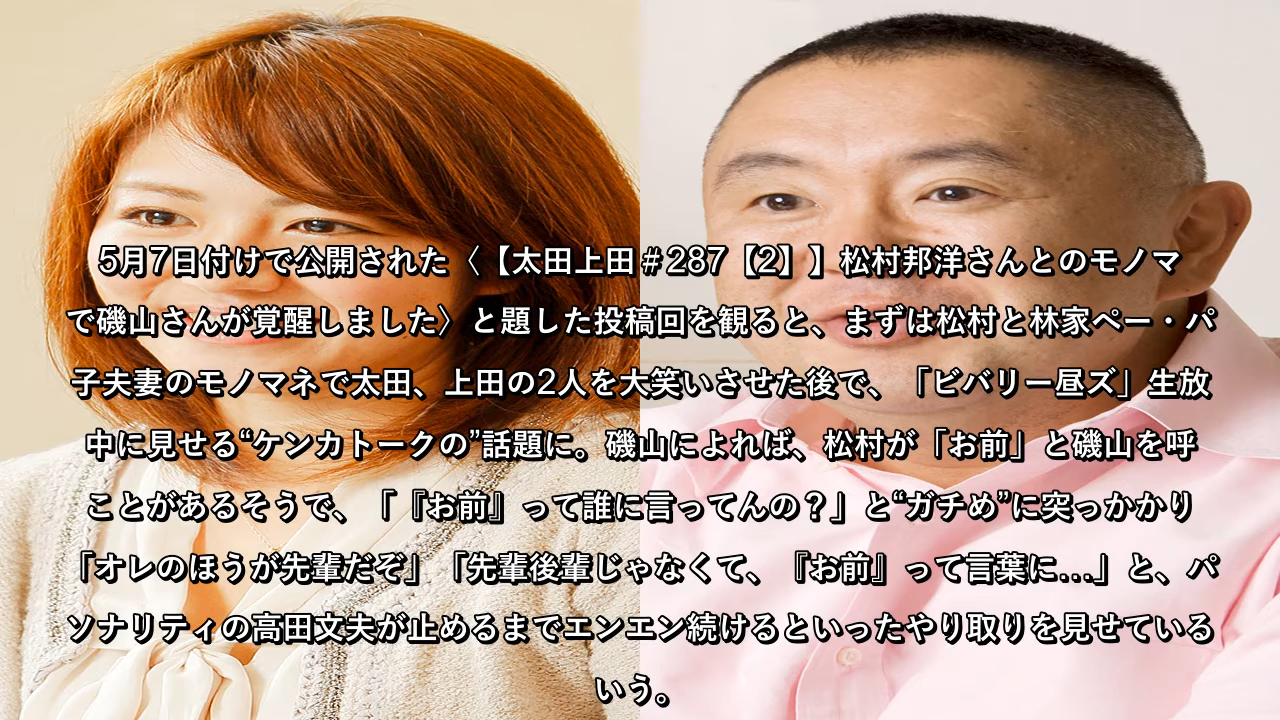 5月7日付けで公開された〈【太田上田＃287【2】】松村邦洋さんとのモノマ
で磯山さんが覚醒しました〉と題した投稿回を観ると、まずは松村と林家ペー・パ
子夫妻のモノマネで太田、上田の2人を大笑いさせた後で、「ビバリー昼ズ」生放
中に見せる“ケンカトークの”話題に。磯山によれば、松村が「お前」と磯山を呼
ことがあるそうで、「『お前』って誰に言ってんの？」と“ガチめ”に突っかかり
「オレのほうが先輩だぞ」「先輩後輩じゃなくて、『お前』って言葉に…」と、パ
ソナリティの高田文夫が止めるまでエンエン続けるといったやり取りを見せている
いう。